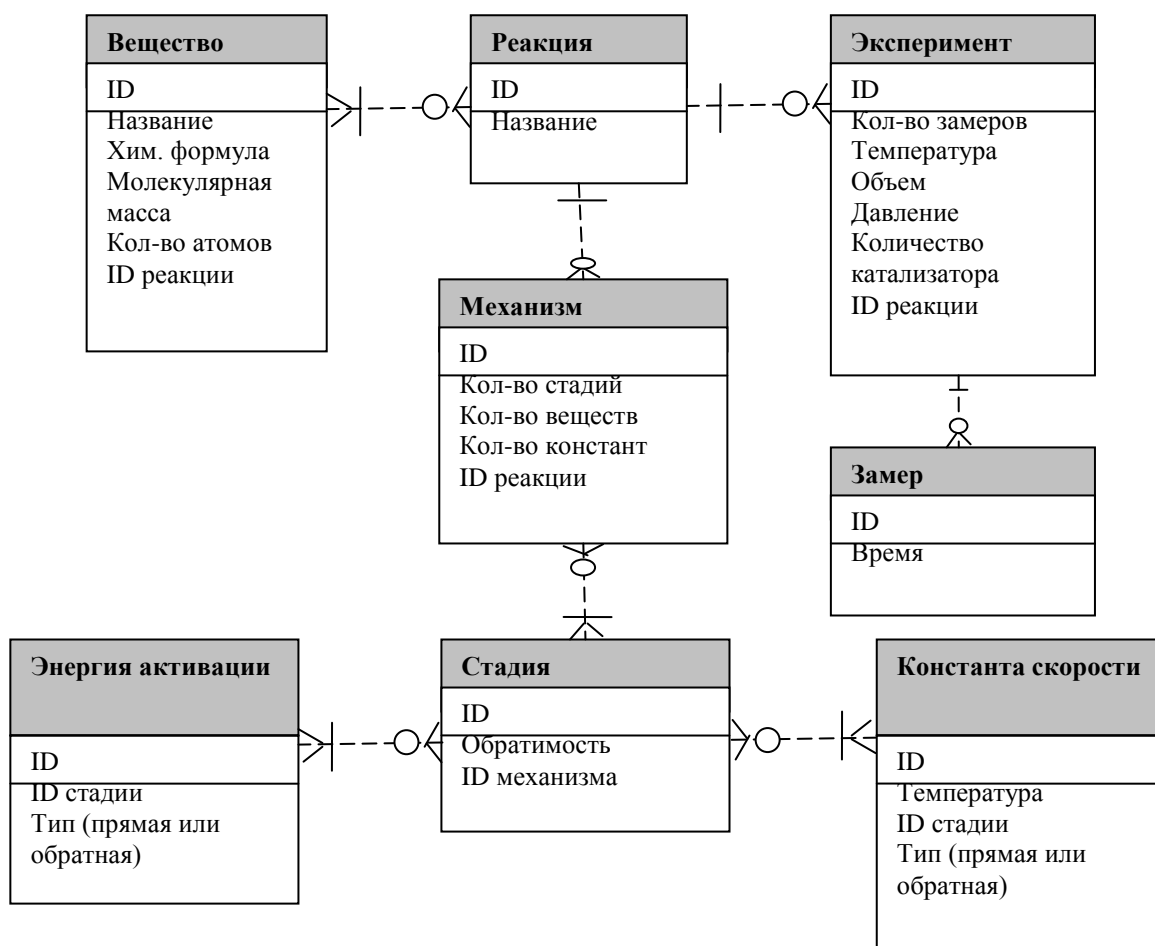 Вещество
ID
Название
Хим. формула
Молекулярная
масса
Кол-во атомов
ID реакции
Реакция
ID
Название
Эксперимент
ID
Кол-во замеров
Температура
Объем
Давление
Количество
катализатора
ID реакции
Механизм
ID
Кол-во стадий
Кол-во веществ
Кол-во констант
ID реакции
Замер
ID
Время
Энергия активации
ID
ID стадии
Тип (прямая или
обратная)
Стадия
ID
Обратимость
ID механизма
Константа скорости
ID
Температура
ID стадии
Тип (прямая или
обратная)